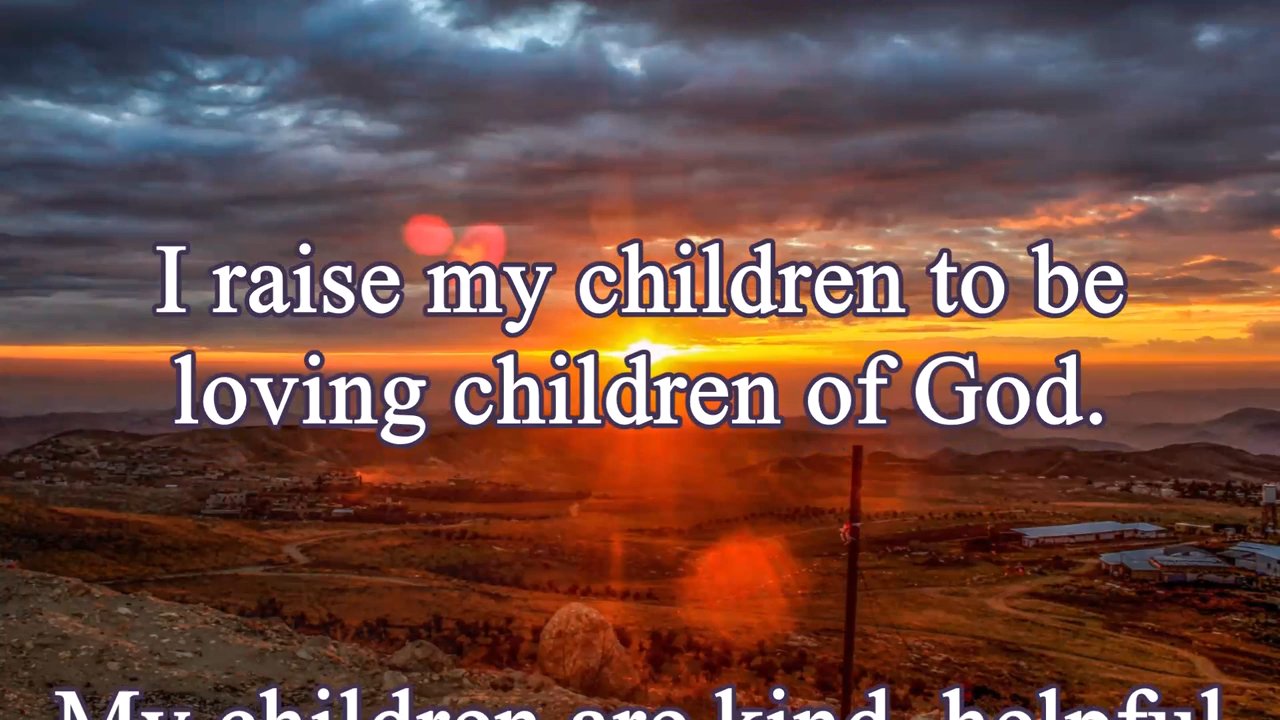 I raise my children to be
loving children of God.
My children are kind, helpful